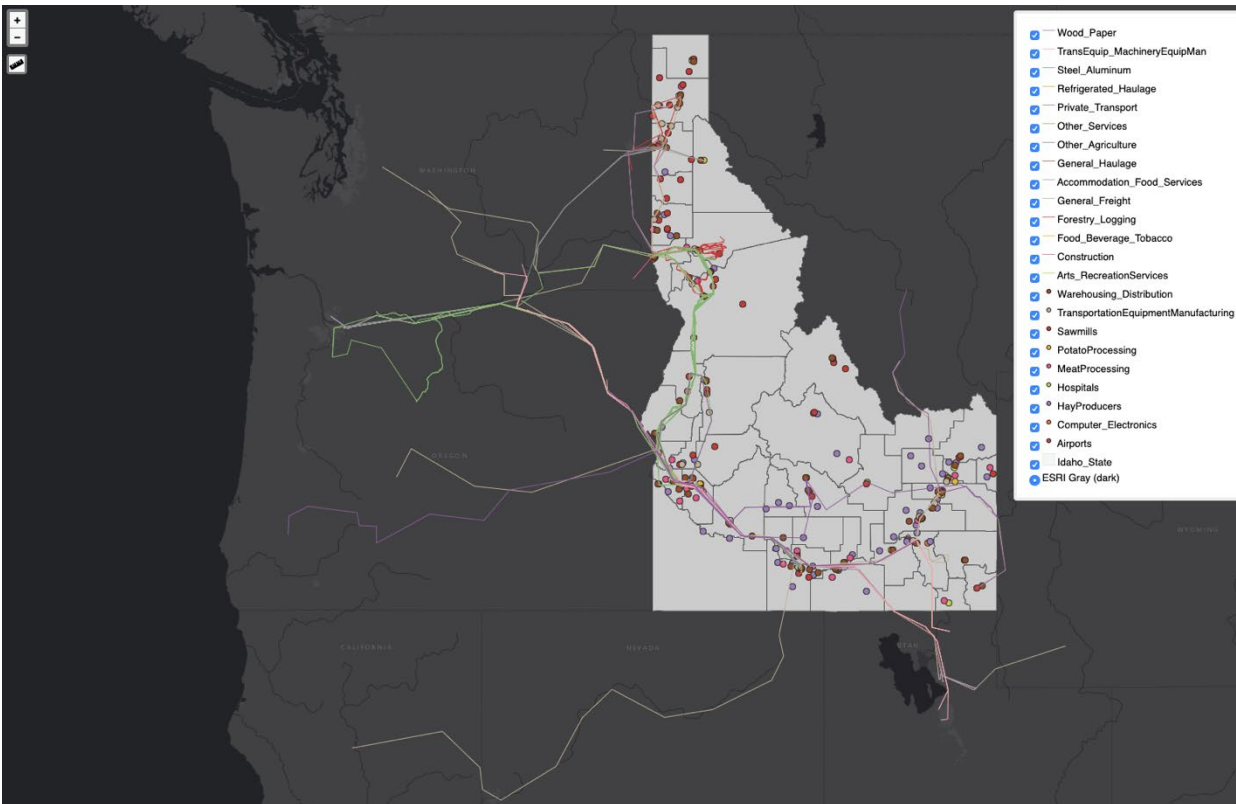 +
−
Wood_Paper
TransEquip_MachineryEquipMan
Steel_Aluminum
Refrigerated_Haulage
Private_Transport
Other_Services
Other_Agriculture
General_Haulage
Accommodation_Food_Services
General_Freight
Forestry_Logging
Food_Beverage_Tobacco
Construction
Arts_RecreationServices
Warehousing_Distribution
TransportationEquipmentManufacturing
Sawmills
PotatoProcessing
MeatProcessing
Hospitals
HayProducers
Computer_Electronics
Airports
Idaho_State
ESRI Gray (dark)
WASHINGTON
OREGON
WYOMING
CALIFORNIA
NEVADA
UTAH